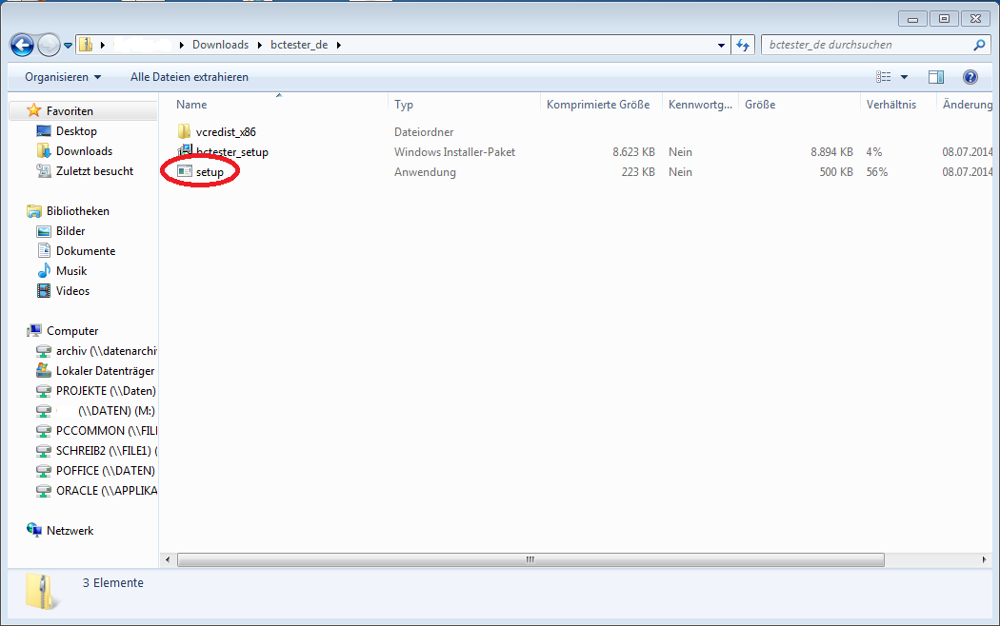 Downloads bctester_de
bctester_de durchsuchen
Organisieren Alle Dateien extrahieren
Name Typ Komprimierte Größe Kennwortg... Größe Verhältnis Änderung
vcredist_x86 Dateiordner
bctester_setup Windows Installer-Paket 8.623 KB Nein 8.894 KB 4% 08.07.2014
setup Anwendung 223 KB Nein 500 KB 56% 08.07.2014
Favoriten
Desktop
Downloads
Zuletzt besucht
Bibliotheken
Bilder
Dokumente
Musik
Videos
Computer
archiv (\\datenarchi
Lokaler Datenträger
PROJEKTE (\\Daten)
(\\DATEN) (M:)
PCCOMMON (\\FIL
SCHREIB2 (\\FILE1) (
POFFICE (\\DATEN)
ORACLE (\\APPLIKA
Netzwerk
3 Elemente